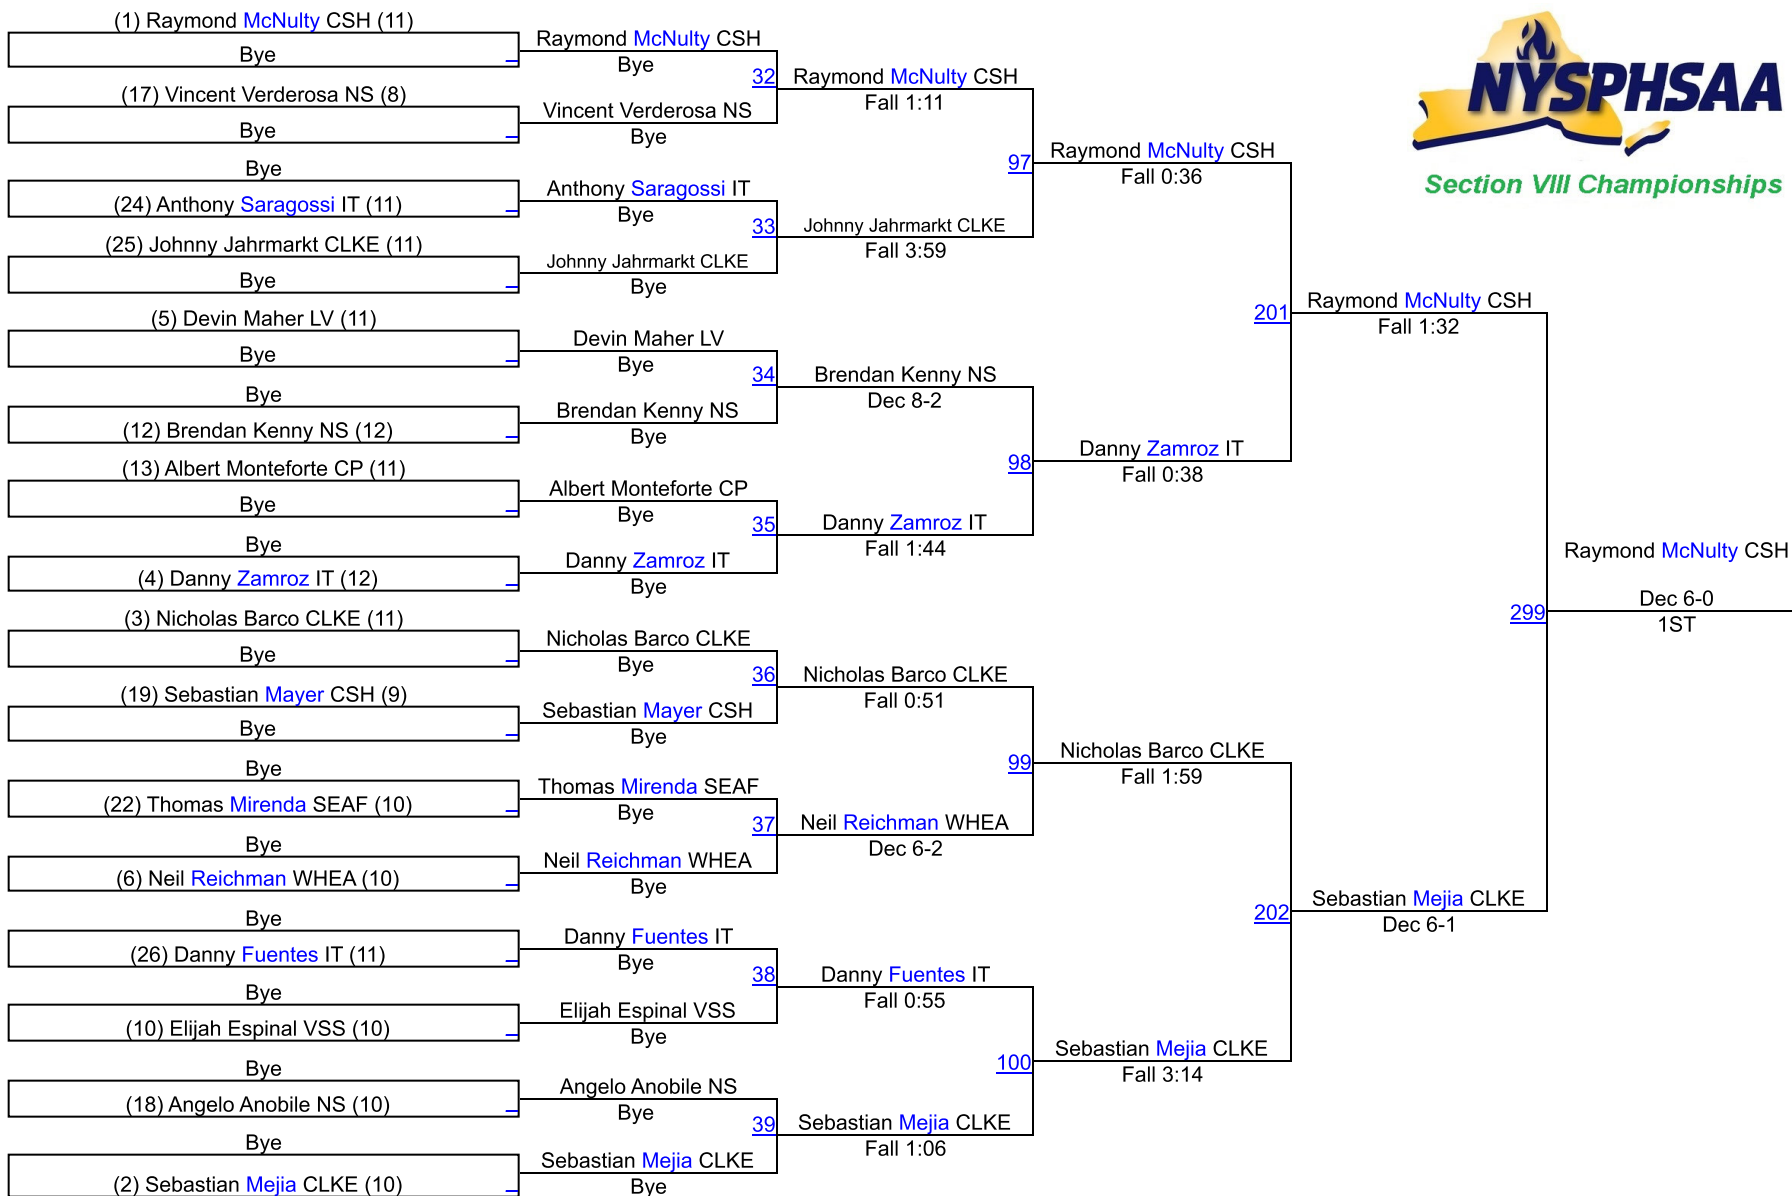 (1) Raymond McNulty CSH (11)
Bye
(17) Vincent Verderosa NS (8)
Bye
Bye
(24) Anthony Saragossi IT (11)
(25) Johnny Jahrmarkt CLKE (11)
Bye
(5) Devin Maher LV (11)
Bye
Bye
(12) Brendan Kenny NS (12)
(13) Albert Monteforte CP (11)
Bye
Bye
(4) Danny Zamroz IT (12)
(3) Nicholas Barco CLKE (11)
Bye
(19) Sebastian Mayer CSH (9)
Bye
Bye
(22) Thomas Mirenda SEAF (10)
Bye
(6) Neil Reichman WHEA (10)
Bye
(26) Danny Fuentes IT (11)
Bye
(10) Elijah Espinal VSS (10)
Bye
(18) Angelo Anobile NS (10)
Bye
(2) Sebastian Mejia CLKE (10)
Raymond McNulty CSH
Bye
32
Vincent Verderosa NS
Bye
Anthony Saragossi IT
Bye
33
Johnny Jahrmarkt CLKE
Bye
Devin Maher LV
Bye
34
Brendan Kenny NS
Bye
Albert Monteforte CP
Bye
35
Danny Zamroz IT
Bye
Nicholas Barco CLKE
Bye
36
Sebastian Mayer CSH
Bye
Thomas Mirenda SEAF
Bye
37
Neil Reichman WHEA
Bye
Danny Fuentes IT
Bye
38
Elijah Espinal VSS
Bye
Angelo Anobile NS
Bye
39
Sebastian Mejia CLKE
Bye
Raymond McNulty CSH
Fall 1:11
97
Johnny Jahrmarkt CLKE
Fall 3:59
Brendan Kenny NS
Dec 8-2
98
Danny Zamroz IT
Fall 1:44
Nicholas Barco CLKE
Fall 0:51
99
Neil Reichman WHEA
Dec 6-2
Danny Fuentes IT
Fall 0:55
100
Sebastian Mejia CLKE
Fall 1:06
Raymond McNulty CSH
Fall 0:36
201
Danny Zamroz IT
Fall 0:38
Nicholas Barco CLKE
Fall 1:59
202
Sebastian Mejia CLKE
Fall 3:14
Raymond McNulty CSH
Fall 1:32
299
Sebastian Mejia CLKE
Dec 6-1
Raymond McNulty CSH
Dec 6-0
1ST
NYSPHSAA
Section VIII Championships